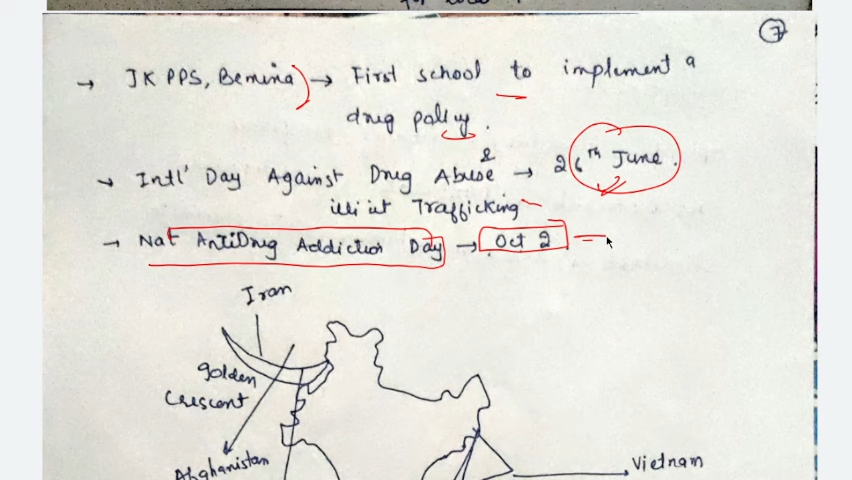 7
→ JK PPS, Bemina → First school to implement a
drug policy.
→ Intl' Day Against Drug Abuse & → 26th June.
illicit Trafficking
→ Nat AntiDrug Addiction Day → Oct 2
Iran
Golden
Crescent
Afghanistan
Vietnam